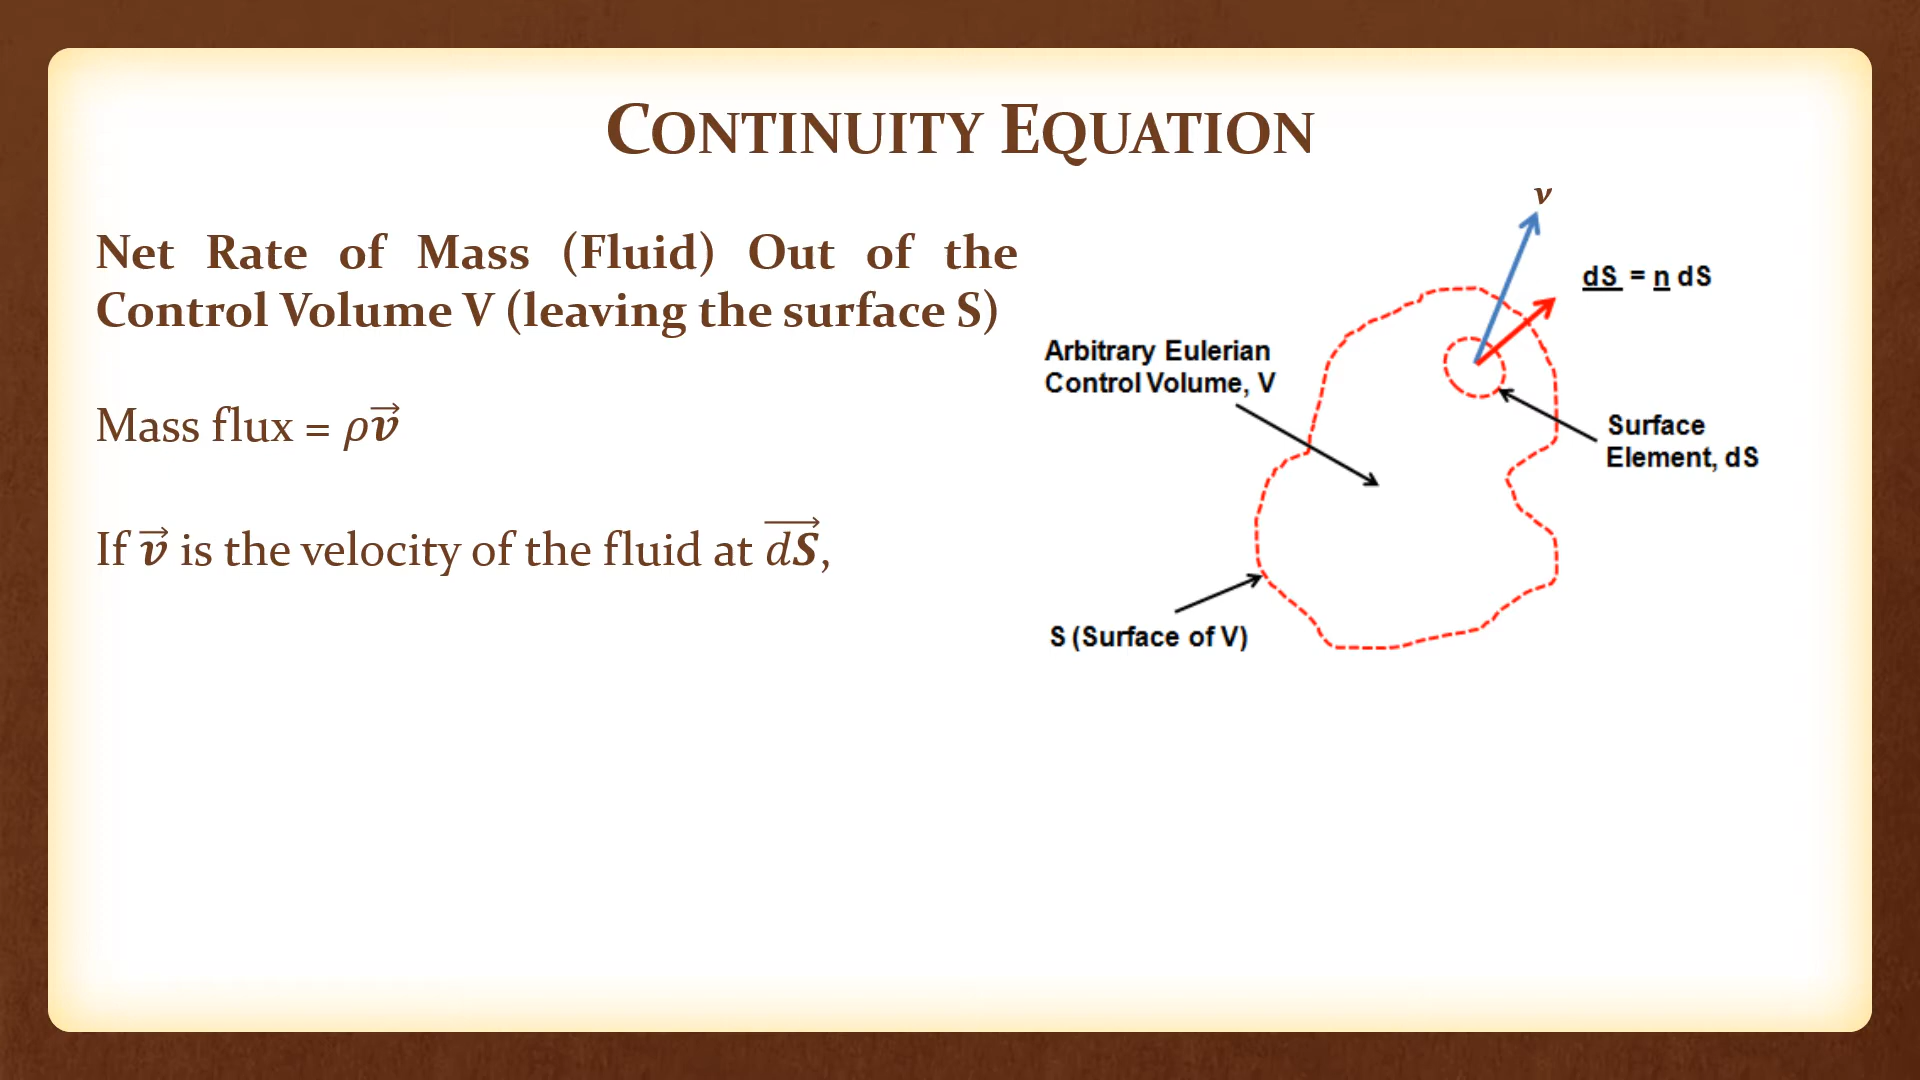 CONTINUITY EQUATION
Net Rate of Mass (Fluid) Out of the
Control Volume V (leaving the surface S)
Mass flux = ρv⃗
If v⃗ is the velocity of the fluid at d⃗S⃗,
v
dS = n dS
Arbitrary Eulerian
Control Volume, V
Surface
Element, dS
S (Surface of V)